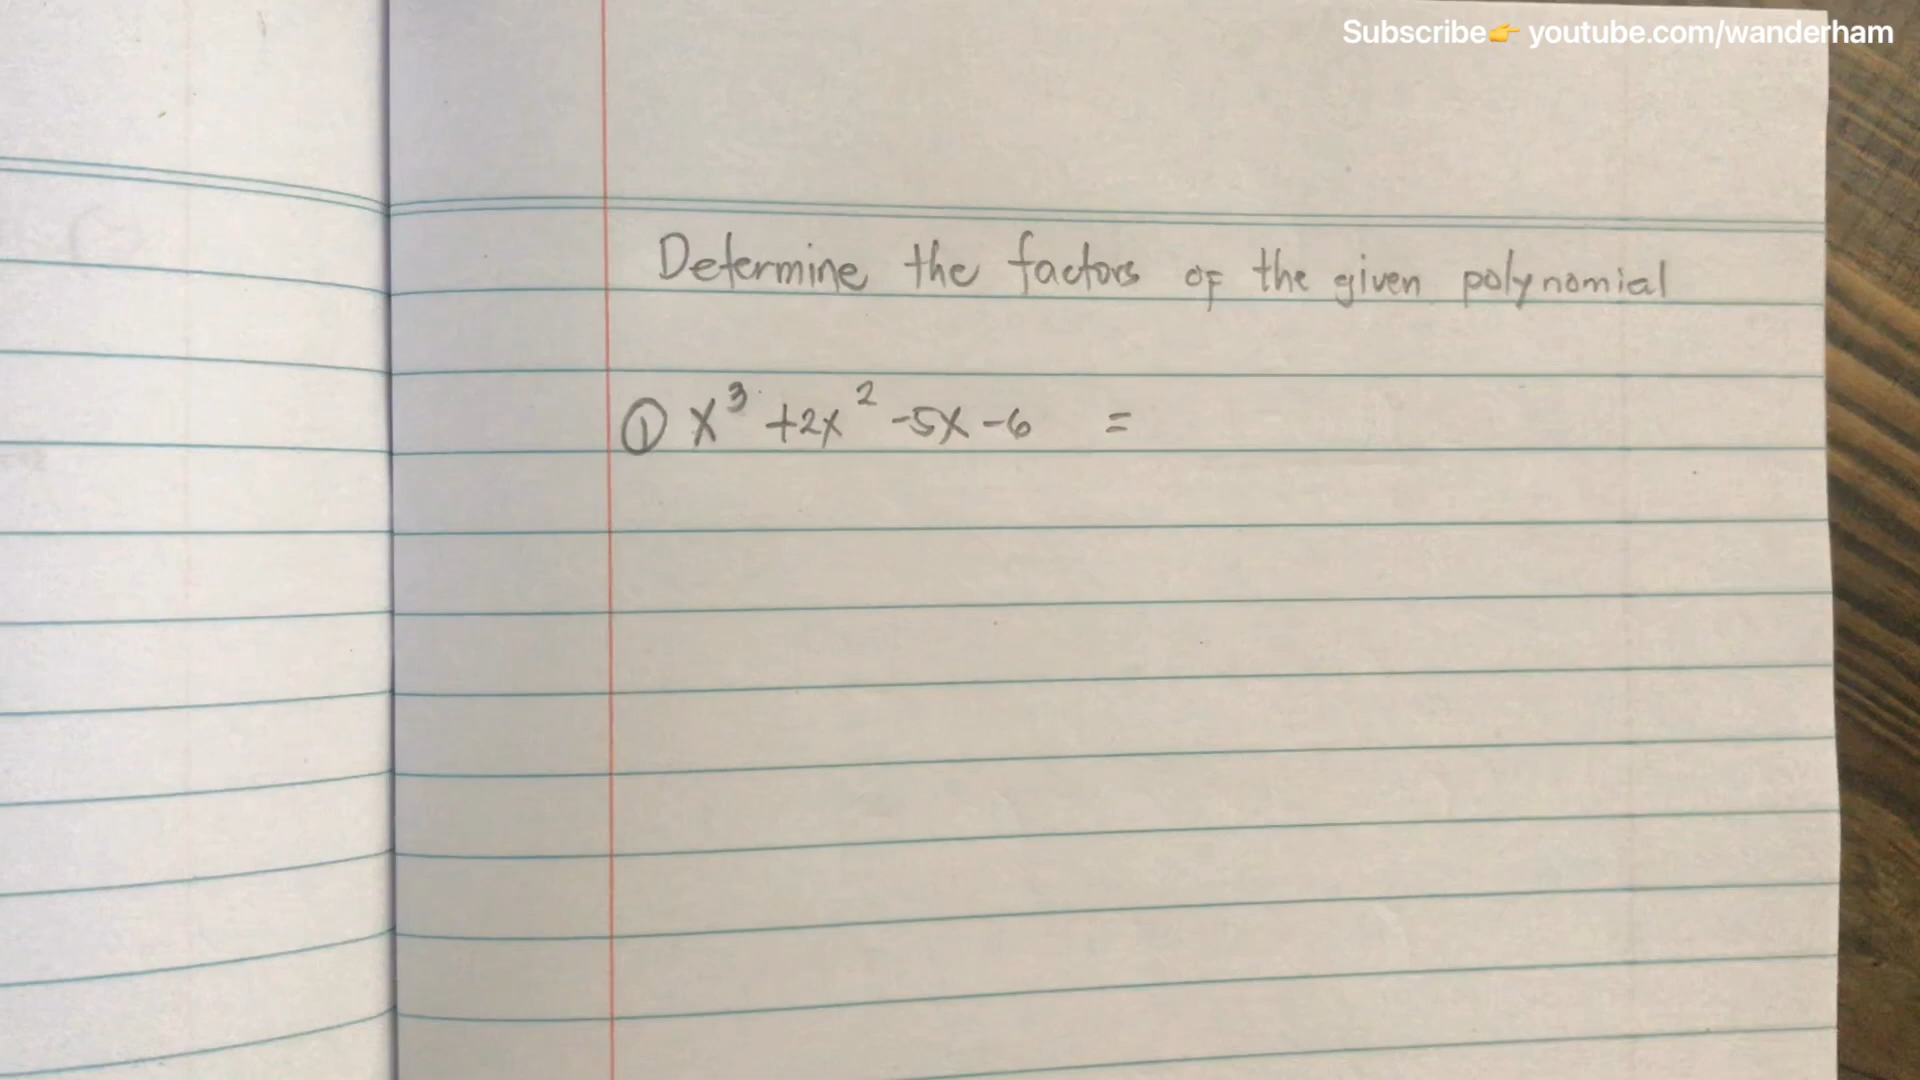 Subscribe👉 youtube.com/wanderham
Determine the factors of the given polynomial
① x³ +2x² -5x -6 =